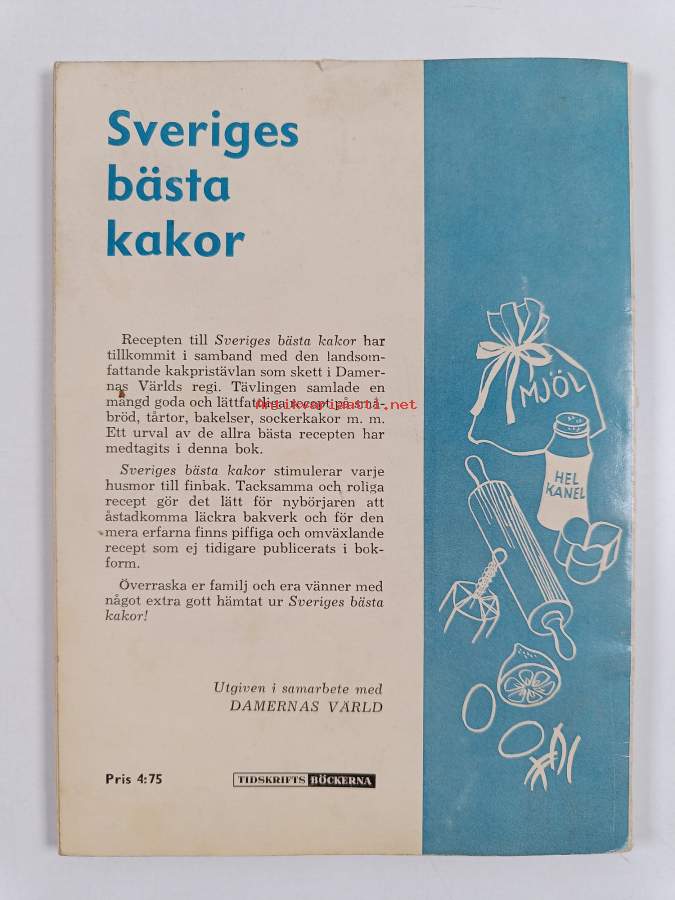 Sveriges
bästa
kakor
Recepten till Sveriges bästa kakor har
tillkommit i samband med den landsom-
fattande kakpristävlan som skett i Damer-
nas Världs regi. Tävlingen samlade en
mängd goda och lättfattliga recept på små-
bröd, tårtor, bakelser, sockerkakor m. m.
Ett urval av de allra bästa recepten har
medtagits i denna bok.
Sveriges bästa kakor stimulerar varje
husmor till finbak. Tacksamma och roliga
recept gör det lätt för nybörjaren att
åstadkomma läckra bakverk och för den
mera erfarna finns piffiga och omväxlande
recept som ej tidigare publicerats i bok-
form.
Överraska er familj och era vänner med
något extra gott hämtat ur Sveriges bästa
kakor!
Utgiven i samarbete med
DAMERNAS VÄRLD
Pris 4:75
TIDSKRIFTS BÖCKERNA
MJÖL
HEL
KANEL
Antikvariaatti.net